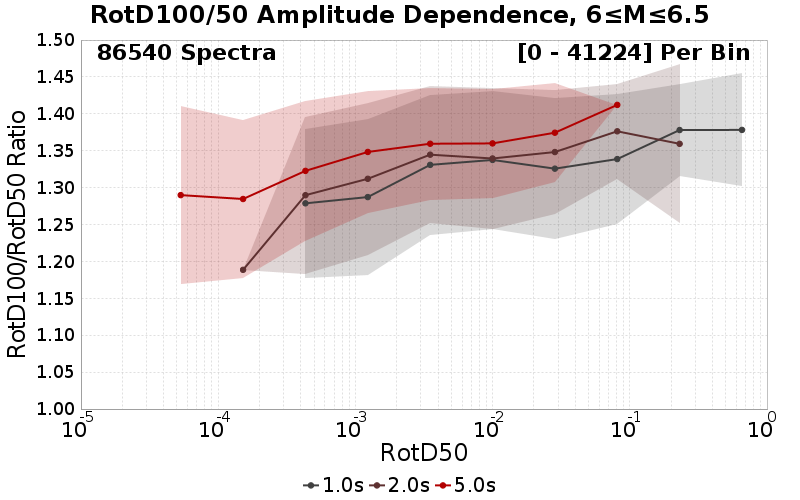 RotD100/50 Amplitude Dependence, 6≤M≤6.5
86540 Spectra
[0 - 41224] Per Bin
RotD100/RotD50 Ratio
1.50
1.45
1.40
1.35
1.30
1.25
1.20
1.15
1.10
1.05
1.00
10-5 10-4 10-3 10-2 10-1 100
RotD50
1.0s 2.0s 5.0s